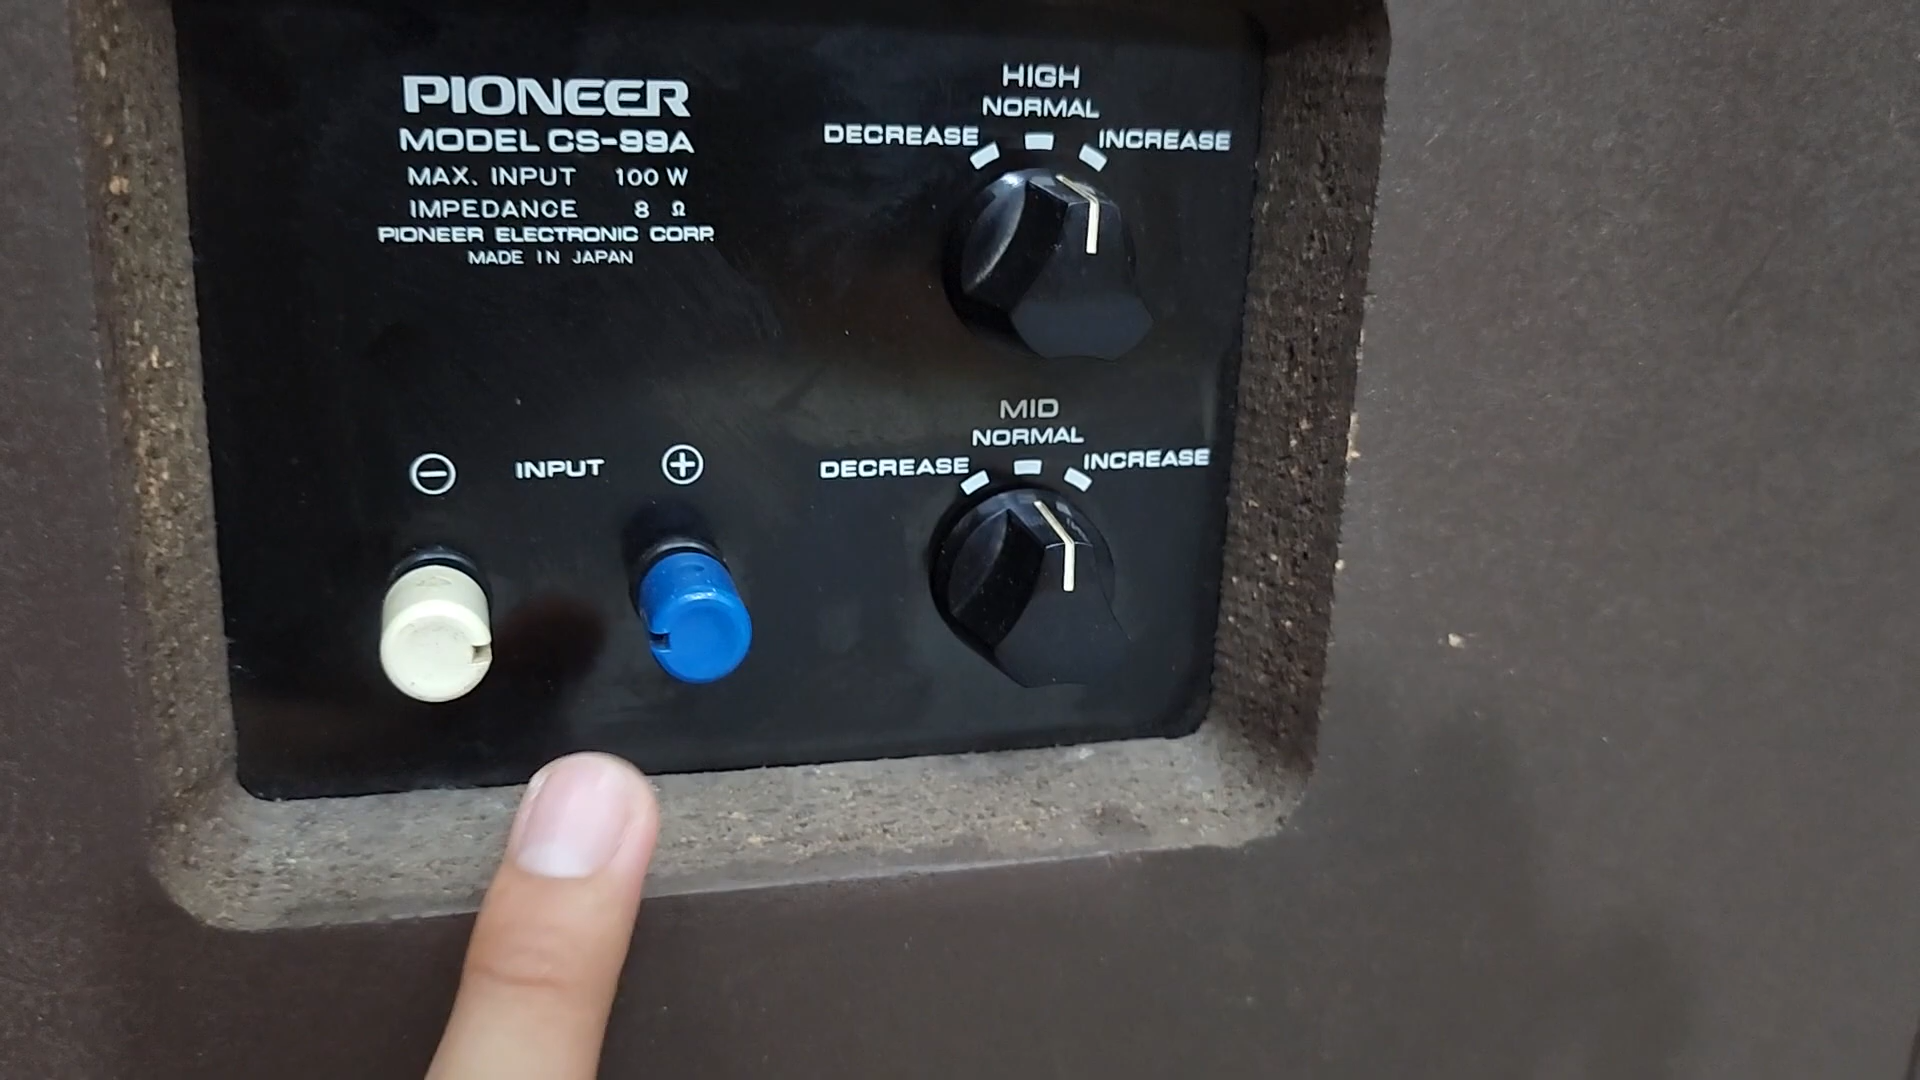 PIONEER
MODEL CS-99A
MAX. INPUT 100 W
IMPEDANCE 8 Ω
PIONEER ELECTRONIC CORP.
MADE IN JAPAN
HIGH
NORMAL
DECREASE INCREASE
MID
NORMAL
DECREASE INCREASE
⊖ INPUT ⊕